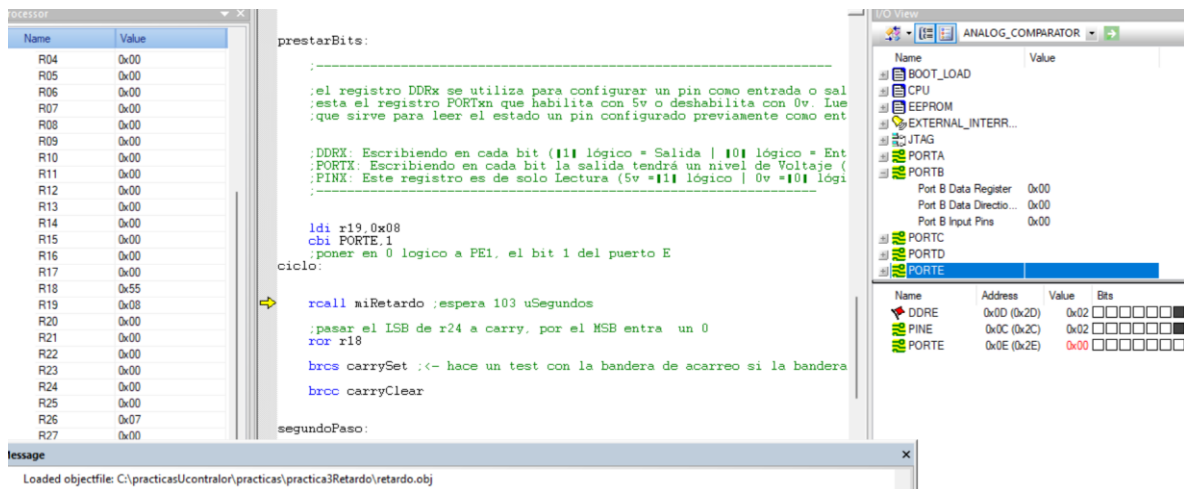 rocessor
Name Value
R04 0x00
R05 0x00
R06 0x00
R07 0x00
R08 0x00
R09 0x00
R10 0x00
R11 0x00
R12 0x00
R13 0x00
R14 0x00
R15 0x00
R16 0x00
R17 0x00
R18 0x55
R19 0x08
R20 0x00
R21 0x00
R22 0x00
R23 0x00
R24 0x00
R25 0x00
R26 0x07
R27 0x00
prestarBits:
;------------------------------------------------------------------
;el registro DDRx se utiliza para configurar un pin como entrada o sal
;esta el registro PORTxn que habilita con 5v o deshabilita con 0v. Lue
;que sirve para leer el estado un pin configurado previamente como ent
;DDRX: Escribiendo en cada bit (▮1▮ lógico = Salida | ▮0▮ lógico = Ent
;PORTX: Escribiendo en cada bit la salida tendrá un nivel de Voltaje (
;PINX: Este registro es de solo Lectura (5v =▮1▮ lógico | 0v =▮0▮ lógi
;----------------------------------------------------------------
ldi r19,0x08
cbi PORTE,1
;poner en 0 logico a PE1, el bit 1 del puerto E
ciclo:
rcall miRetardo ;espera 103 uSegundos
;pasar el LSB de r24 a carry, por el MSB entra un 0
ror r18
brcs carrySet ;<- hace un test con la bandera de acarreo si la bandera
brcc carryClear
segundoPaso:
I/O View
ANALOG_COMPARATOR
Name Value
BOOT_LOAD
CPU
EEPROM
EXTERNAL_INTERR...
JTAG
PORTA
PORTB
Port B Data Register 0x00
Port B Data Directio... 0x00
Port B Input Pins 0x00
PORTC
PORTD
PORTE
Name Address Value Bits
DDRE 0x0D (0x2D) 0x02
PINE 0x0C (0x2C) 0x02
PORTE 0x0E (0x2E) 0x00
Message
Loaded objectfile: C:\practicasUcontralor\practicas\practica3Retardo\retardo.obj